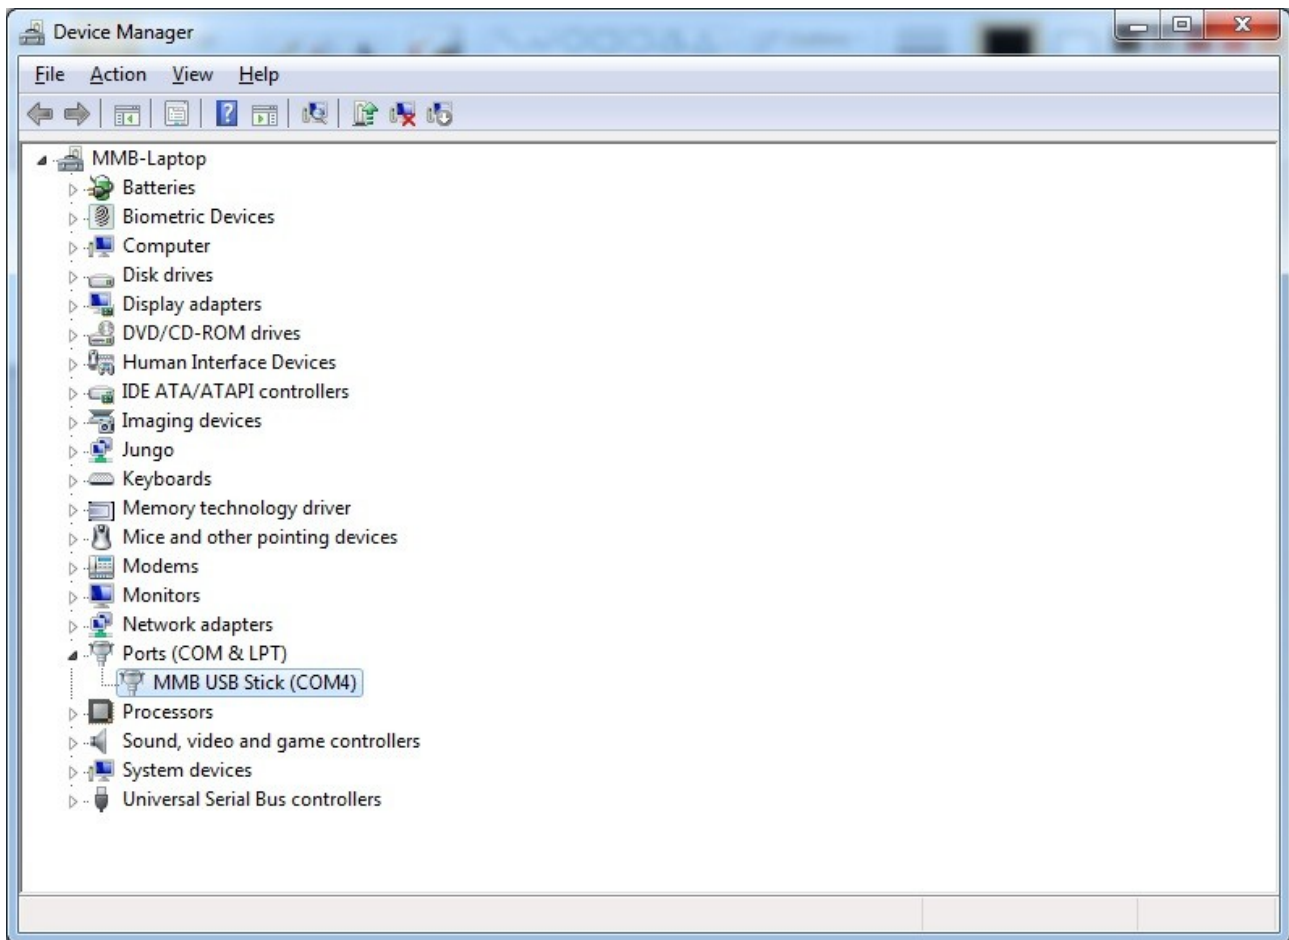 Device Manager
File Action View Help
MMB-Laptop
Batteries
Biometric Devices
Computer
Disk drives
Display adapters
DVD/CD-ROM drives
Human Interface Devices
IDE ATA/ATAPI controllers
Imaging devices
Jungo
Keyboards
Memory technology driver
Mice and other pointing devices
Modems
Monitors
Network adapters
Ports (COM & LPT)
MMB USB Stick (COM4)
Processors
Sound, video and game controllers
System devices
Universal Serial Bus controllers